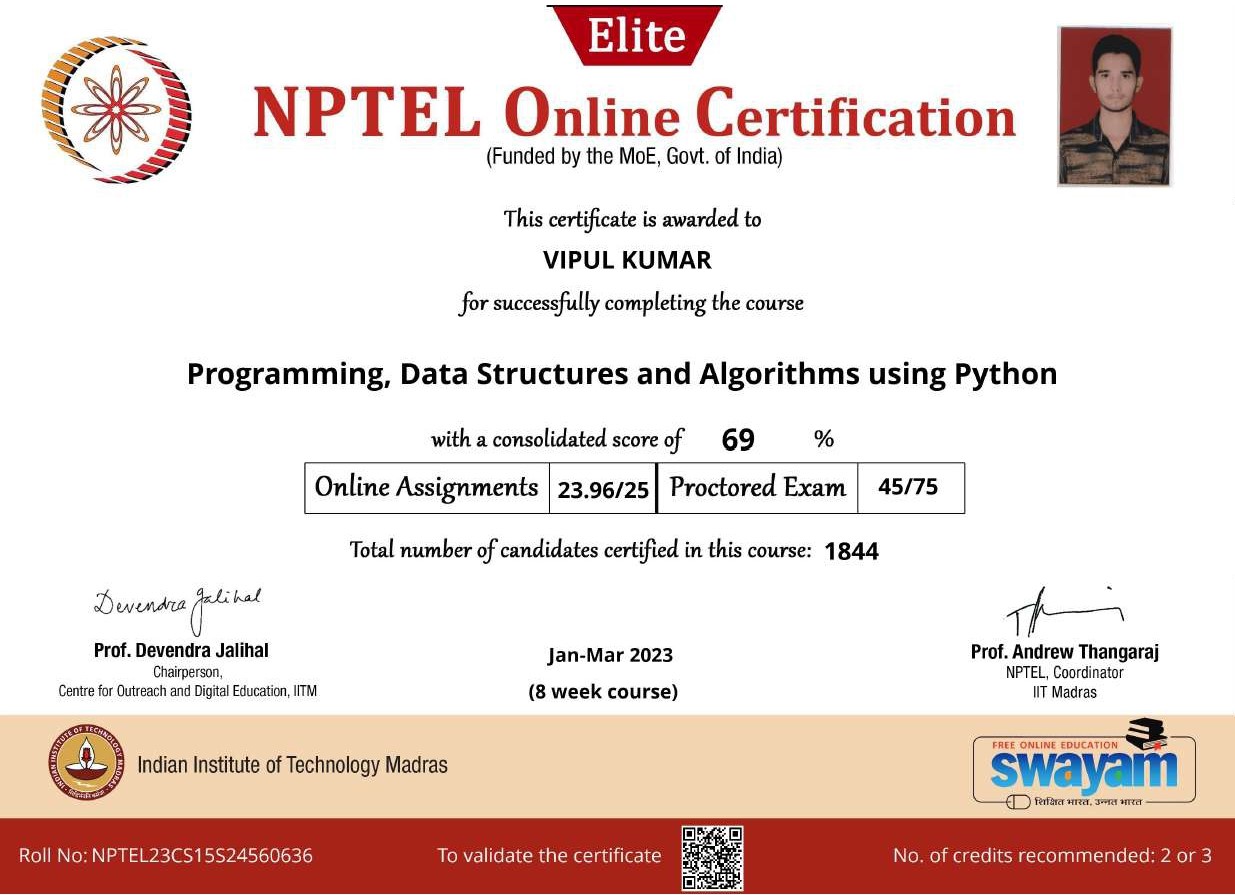 Elite
NPTEL Online Certification
(Funded by the MoE, Govt. of India)
This certificate is awarded to
VIPUL KUMAR
for successfully completing the course
Programming, Data Structures and Algorithms using Python
with a consolidated score of 69 %
Online Assignments 23.96/25 Proctored Exam 45/75
Total number of candidates certified in this course: 1844
Devendra Jalihal
Prof. Devendra Jalihal
Chairperson,
Centre for Outreach and Digital Education, IITM
Jan-Mar 2023
(8 week course)
Prof. Andrew Thangaraj
NPTEL, Coordinator
IIT Madras
INDIAN INSTITUTE OF TECHNOLOGY MADRAS
Indian Institute of Technology Madras
FREE ONLINE EDUCATION
swayam
शिक्षित भारत, उन्नत भारत
Roll No: NPTEL23CS15S24560636
To validate the certificate
No. of credits recommended: 2 or 3